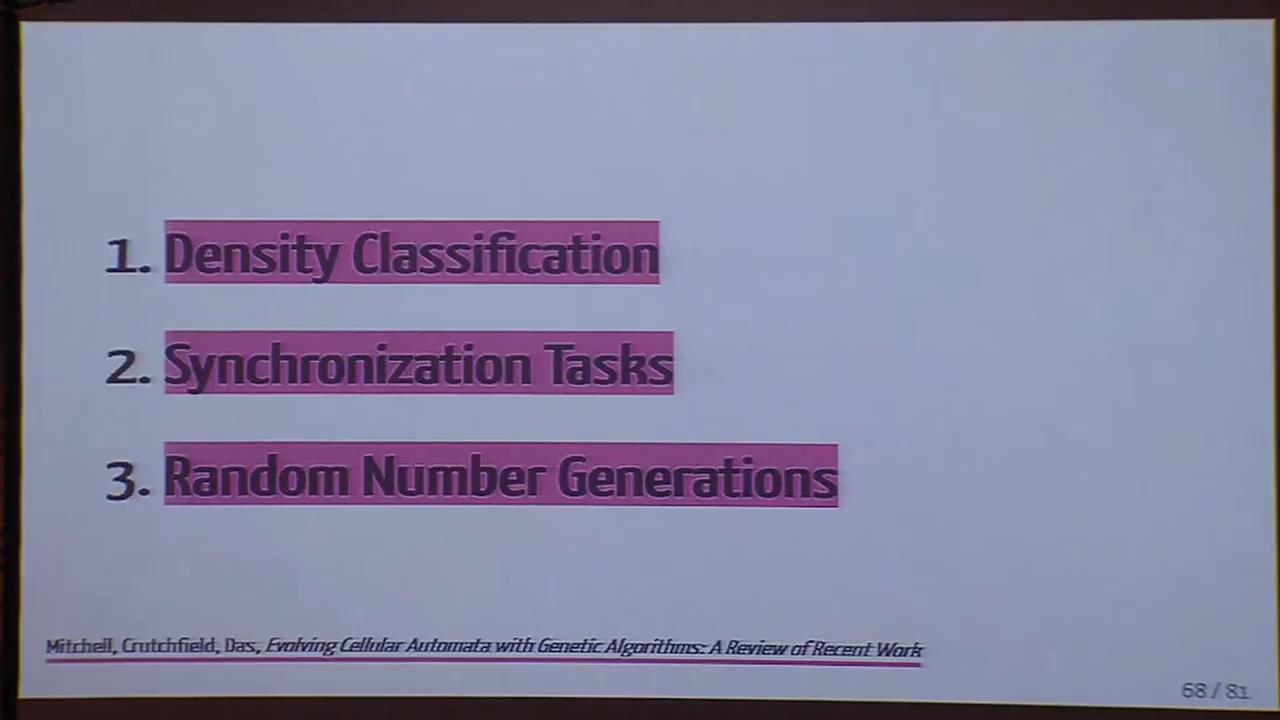 1. Density Classification
2. Synchronization Tasks
3. Random Number Generations
Mitchell, Crutchfield, Das, Evolving Cellular Automata with Genetic Algorithms: A Review of Recent Work
68 / 81